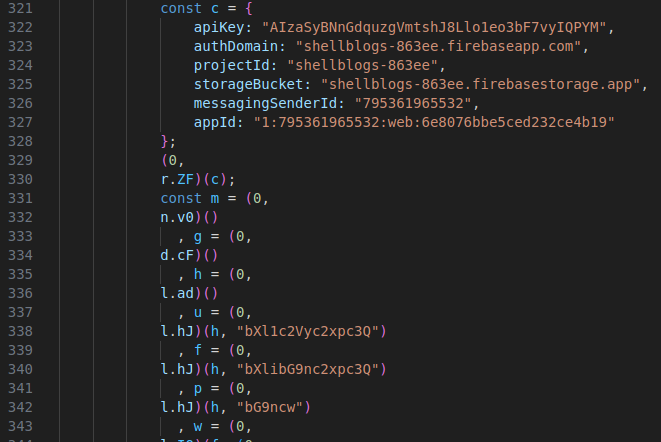 321 const c = {
322 apiKey: "AIzaSyBNnGdquzgVmtshJ8Llo1eo3bF7vyIQPYM",
323 authDomain: "shellblogs-863ee.firebaseapp.com",
324 projectId: "shellblogs-863ee",
325 storageBucket: "shellblogs-863ee.firebasestorage.app",
326 messagingSenderId: "795361965532",
327 appId: "1:795361965532:web:6e8076bbe5ced232ce4b19"
328 };
329 (0,
330 r.ZF)(c);
331 const m = (0,
332 n.v0)()
333 , g = (0,
334 d.cF)()
335 , h = (0,
336 l.ad)()
337 , u = (0,
338 l.hJ)(h, "bXl1c2Vyc2xpc3Q")
339 , f = (0,
340 l.hJ)(h, "bXlibG9nc2xpc3Q")
341 , p = (0,
342 l.hJ)(h, "bG9ncw")
343 , w = (0,